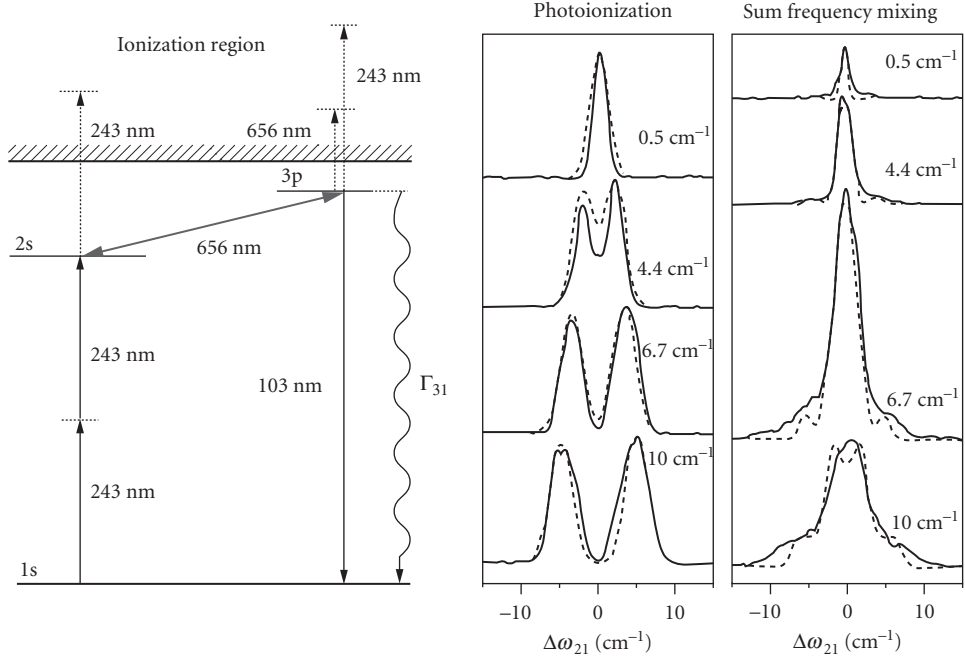 Ionization region
243 nm
243 nm
656 nm
3p
2s
656 nm
243 nm
103 nm
Γ31
243 nm
1s
Photoionization
0.5 cm−1
4.4 cm−1
6.7 cm−1
10 cm−1
−10
0
10
Δω21 (cm−1)
Sum frequency mixing
0.5 cm−1
4.4 cm−1
6.7 cm−1
10 cm−1
−10
0
10
Δω21 (cm−1)